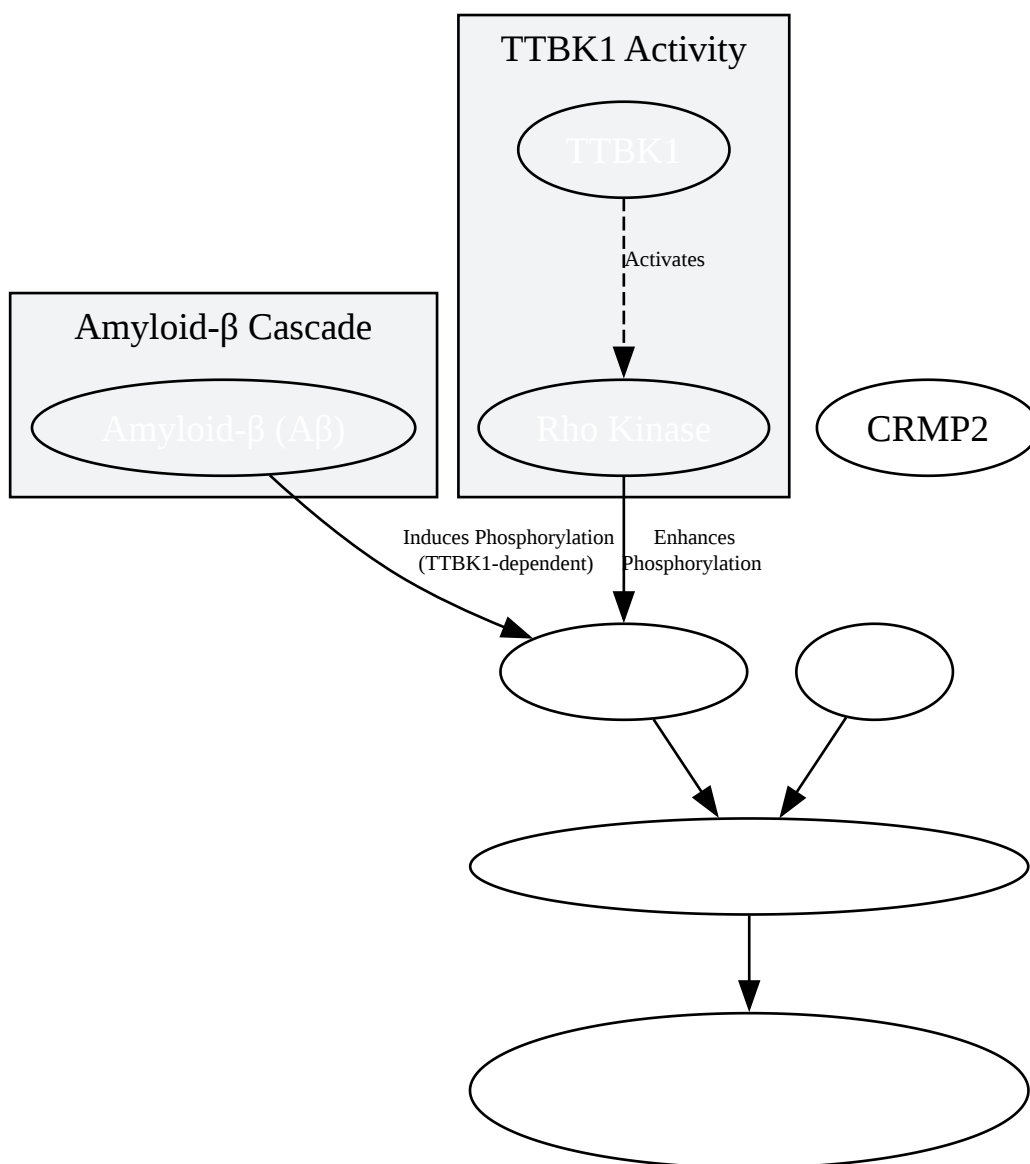 TTBK1 Activity
TTBK1
Activates
Amyloid-β Cascade
Amyloid-β (Aβ)
Rho Kinase
CRMP2
Induces Phosphorylation
(TTBK1-dependent)
Enhances
Phosphorylation